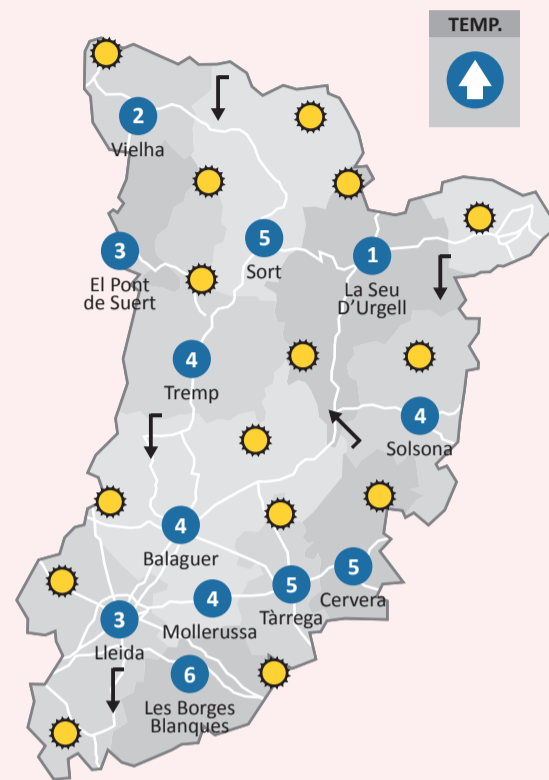 TEMP.
2
Vielha
3
El Pont
de Suert
5
Sort
1
La Seu
D'Urgell
4
Tremp
4
Solsona
4
Balaguer
5
Cervera
5
Tàrrega
4
Mollerussa
3
Lleida
6
Les Borges
Blanques